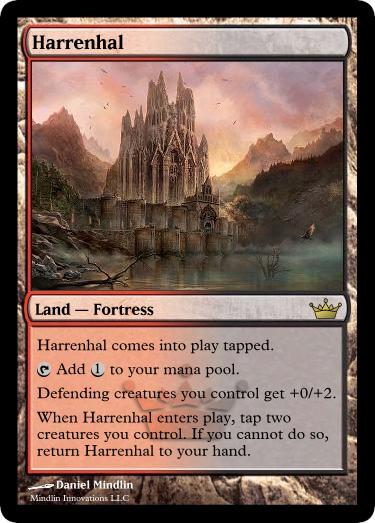 Harrenhal
Land — Fortress
Harrenhal comes into play tapped.
Add 1 to your mana pool.
Defending creatures you control get +0/+2.
When Harrenhal enters play, tap two
creatures you control. If you cannot do so,
return Harrenhal to your hand.
Daniel Mindlin
Mindlin Innovations LLC